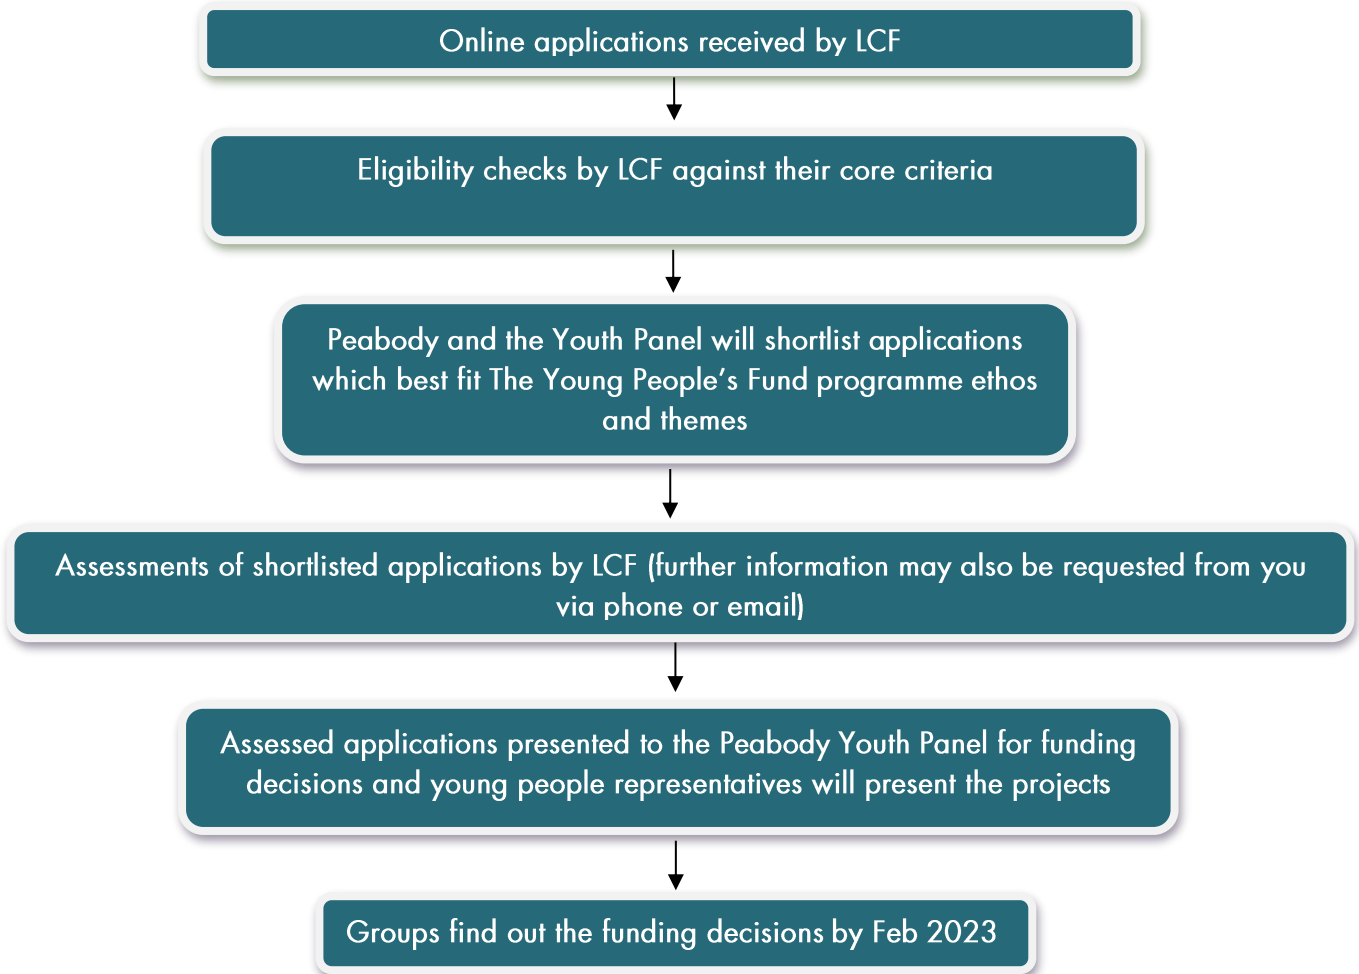 Online applications received by LCF
Eligibility checks by LCF against their core criteria
Peabody and the Youth Panel will shortlist applications
which best fit The Young People’s Fund programme ethos
and themes
Assessments of shortlisted applications by LCF (further information may also be requested from you
via phone or email)
Assessed applications presented to the Peabody Youth Panel for funding
decisions and young people representatives will present the projects
Groups find out the funding decisions by Feb 2023